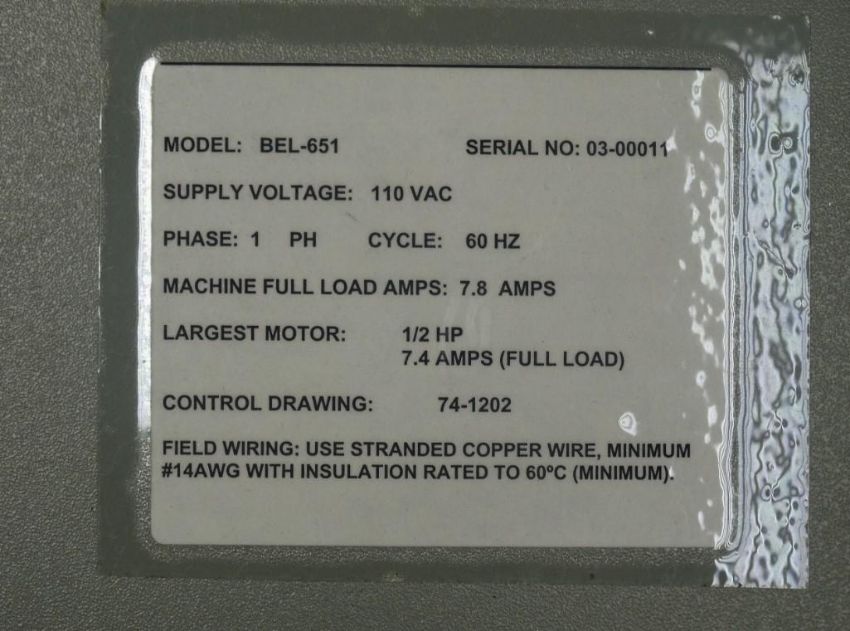 MODEL: BEL-651 SERIAL NO: 03-00011
SUPPLY VOLTAGE: 110 VAC
PHASE: 1 PH CYCLE: 60 HZ
MACHINE FULL LOAD AMPS: 7.8 AMPS
LARGEST MOTOR: 1/2 HP
7.4 AMPS (FULL LOAD)
CONTROL DRAWING: 74-1202
FIELD WIRING: USE STRANDED COPPER WIRE, MINIMUM
#14AWG WITH INSULATION RATED TO 60ºC (MINIMUM).